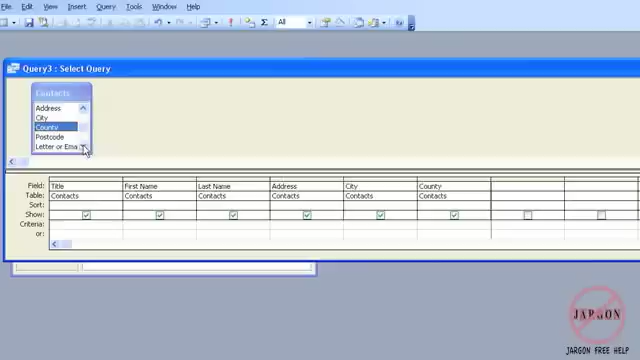 File Edit View Insert Query Tools Window Help
All
Query3 : Select Query
Contacts
Address
City
County
Postcode
Letter or Ema
Field: Title First Name Last Name Address City County
Table: Contacts Contacts Contacts Contacts Contacts Contacts
Sort:
Show:
Criteria:
or:
JARGON
JARGON FREE HELP